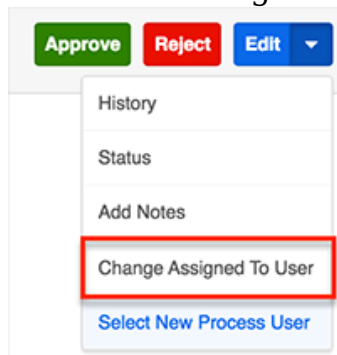 Approve Reject Edit
History
Status
Add Notes
Change Assigned To User
Select New Process User